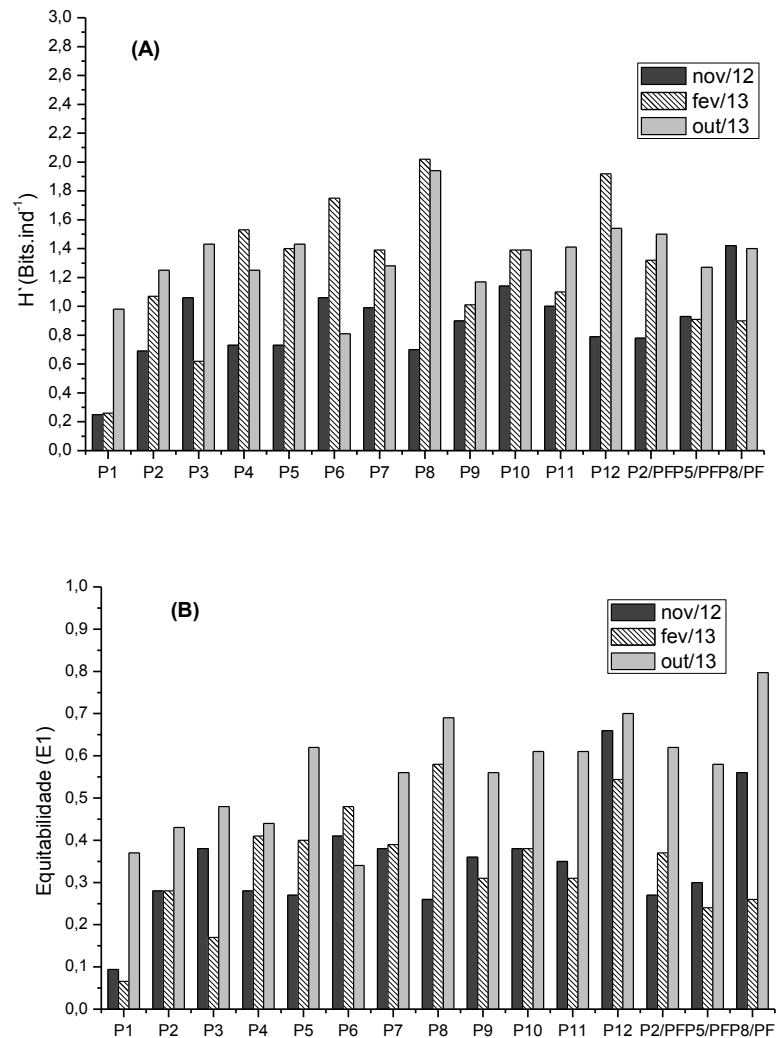 (A)
nov/12
fev/13
out/13
H`(Bits.ind-1)
3,0
2,8
2,6
2,4
2,2
2,0
1,8
1,6
1,4
1,2
1,0
0,8
0,6
0,4
0,2
0,0
P1 P2 P3 P4 P5 P6 P7 P8 P9 P10 P11 P12 P2/PF P5/PF P8/PF
(B)
nov/12
fev/13
out/13
Equitabilidade (E1)
1,0
0,9
0,8
0,7
0,6
0,5
0,4
0,3
0,2
0,1
0,0
P1 P2 P3 P4 P5 P6 P7 P8 P9 P10 P11 P12 P2/PF P5/PF P8/PF